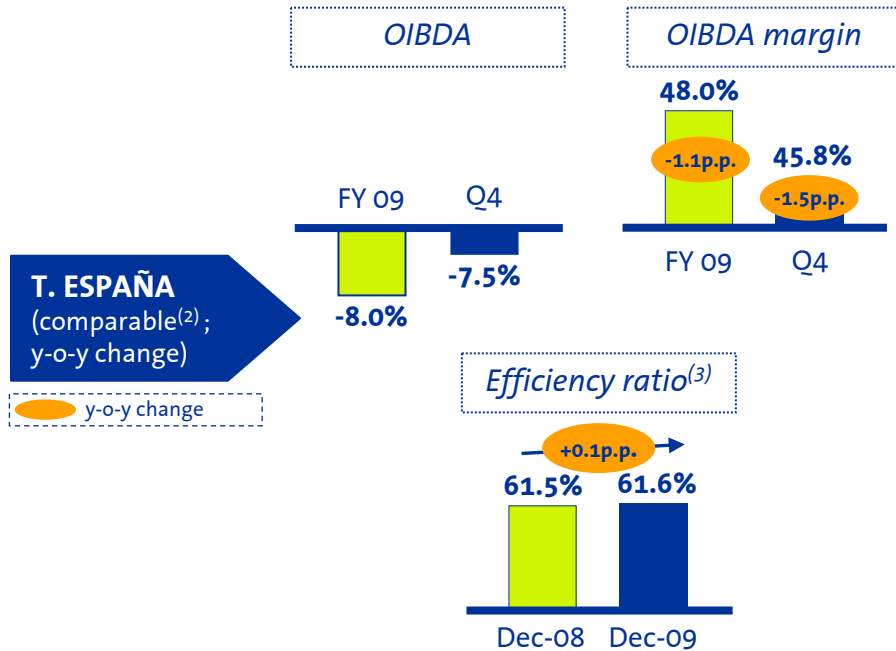 OIBDA
OIBDA margin
48.0%
-1.1p.p.
45.8%
-1.5p.p.
FY 09
Q4
FY 09
Q4
-7.5%
-8.0%
T. ESPAÑA
(comparable(2) ;
y-o-y change)
y-o-y change
Efficiency ratio(3)
+0.1p.p.
61.5%
61.6%
Dec-08
Dec-09